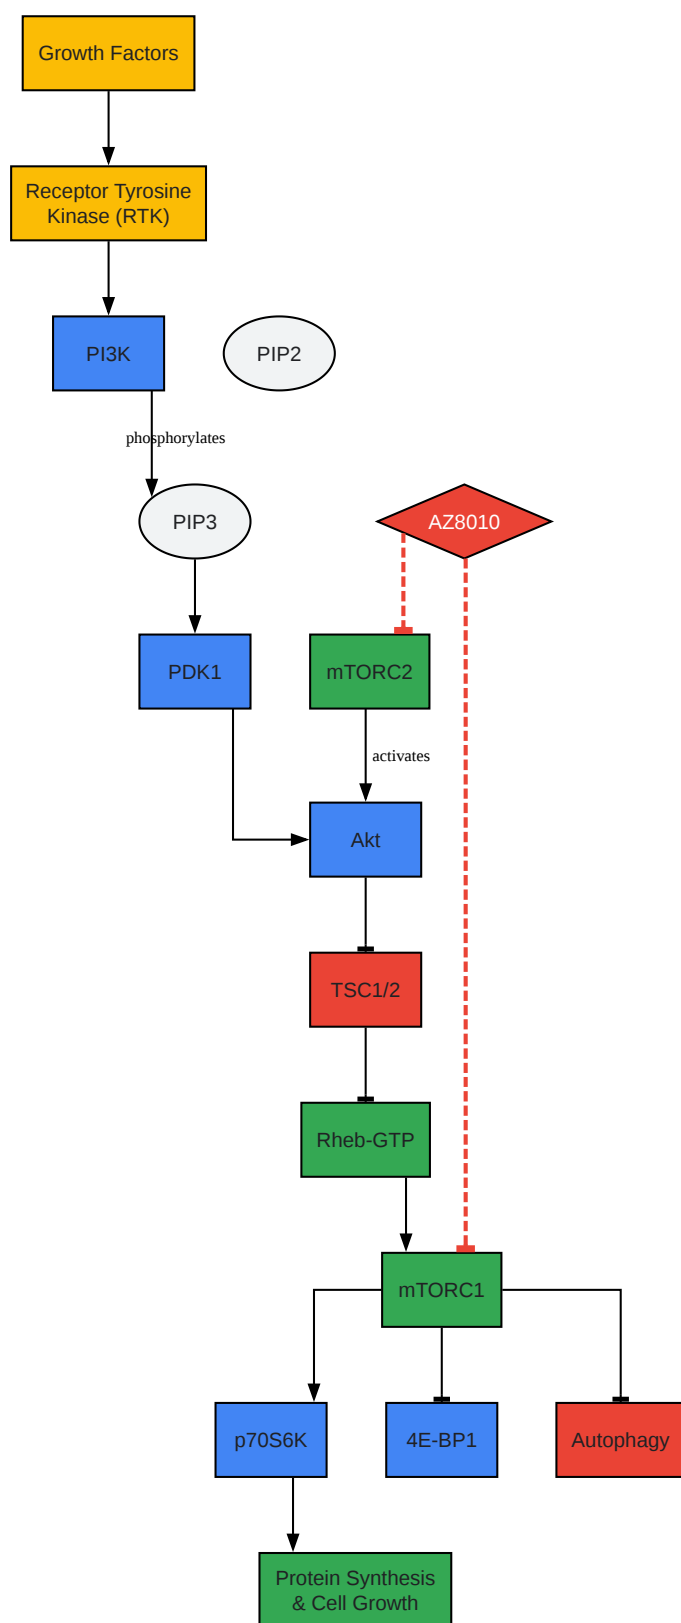 Growth Factors
Receptor Tyrosine
Kinase (RTK)
PI3K
PIP2
phosphorylates
PIP3
AZ8010
PDK1
mTORC2
activates
Akt
TSC1/2
Rheb-GTP
mTORC1
p70S6K
4E-BP1
Autophagy
Protein Synthesis
& Cell Growth